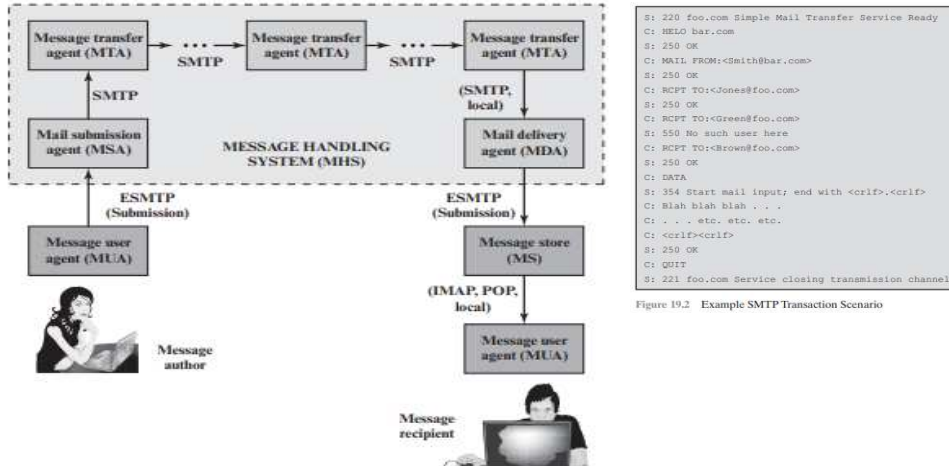 Message transfer
agent (MTA)
SMTP
Message transfer
agent (MTA)
SMTP
Message transfer
agent (MTA)
SMTP
(SMTP,
local)
Mail submission
agent (MSA)
MESSAGE HANDLING
SYSTEM (MHS)
Mail delivery
agent (MDA)
ESMTP
(Submission)
ESMTP
(Submission)
Message user
agent (MUA)
Message store
(MS)
(IMAP, POP,
local)
Message
author
Message user
agent (MUA)
Message
recipient
S: 220 foo.com Simple Mail Transfer Service Ready
C: HELO bar.com
S: 250 OK
C: MAIL FROM:<Smith@bar.com>
S: 250 OK
C: RCPT TO:<Jones@foo.com>
S: 250 OK
C: RCPT TO:<Green@foo.com>
S: 550 No such user here
C: RCPT TO:<Brown@foo.com>
S: 250 OK
C: DATA
S: 354 Start mail input; end with <crlf>.<crlf>
C: Blah blah blah . . .
C: . . . etc. etc. etc.
C: <crlf><crlf>
S: 250 OK
C: QUIT
S: 221 foo.com Service closing transmission channel
Figure 19.2 Example SMTP Transaction Scenario